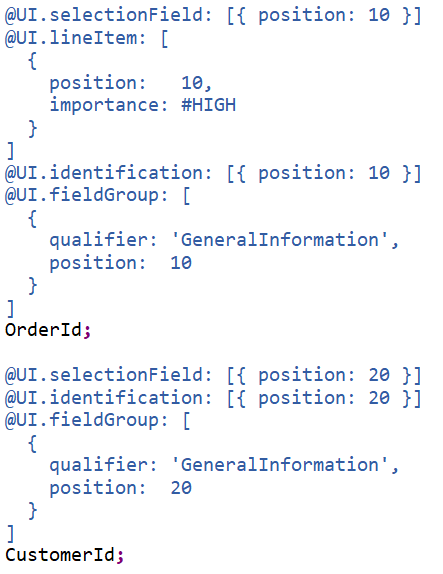 @UI.selectionField: [{ position: 10 }]
@UI.lineItem: [
  {
    position:   10,
    importance: #HIGH
  }
]
@UI.identification: [{ position: 10 }]
@UI.fieldGroup: [
  {
    qualifier: 'GeneralInformation',
    position:  10
  }
]
OrderId;

@UI.selectionField: [{ position: 20 }]
@UI.identification: [{ position: 20 }]
@UI.fieldGroup: [
  {
    qualifier: 'GeneralInformation',
    position:  20
  }
]
CustomerId;